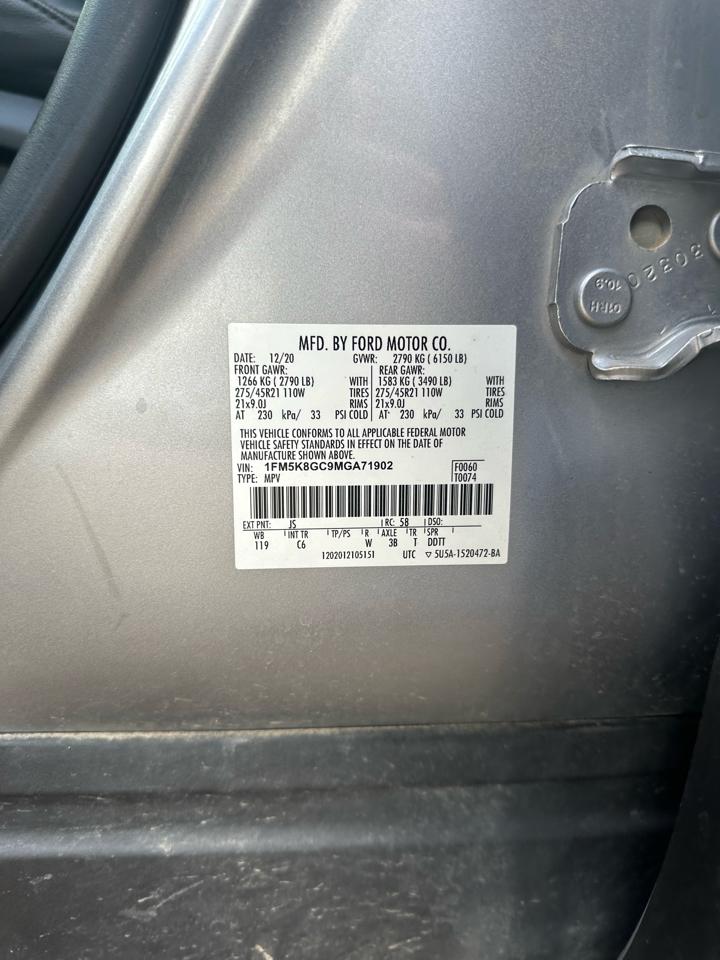 30320
01RH
10.9
MFD. BY FORD MOTOR CO.
DATE: 12/20 GVWR: 2790 KG ( 6150 LB)
FRONT GAWR: REAR GAWR:
1266 KG ( 2790 LB) WITH 1583 KG ( 3490 LB) WITH
275/45R21 110W TIRES 275/45R21 110W TIRES
21x9.0J RIMS 21x9.0J RIMS
AT 230 kPa/ 33 PSI COLD AT 230 kPa/ 33 PSI COLD
THIS VEHICLE CONFORMS TO ALL APPLICABLE FEDERAL MOTOR
VEHICLE SAFETY STANDARDS IN EFFECT ON THE DATE OF
MANUFACTURE SHOWN ABOVE.
VIN: 1FM5K8GC9MGA71902 F0060
TYPE: MPV T0074
EXT PNT: JS RC: 58 DSO:
WB INT TR TP/PS R AXLE TR SPR
119 C6 W 3B T DDTT
1202012105151 UTC ▽ 5U5A-1520472-BA